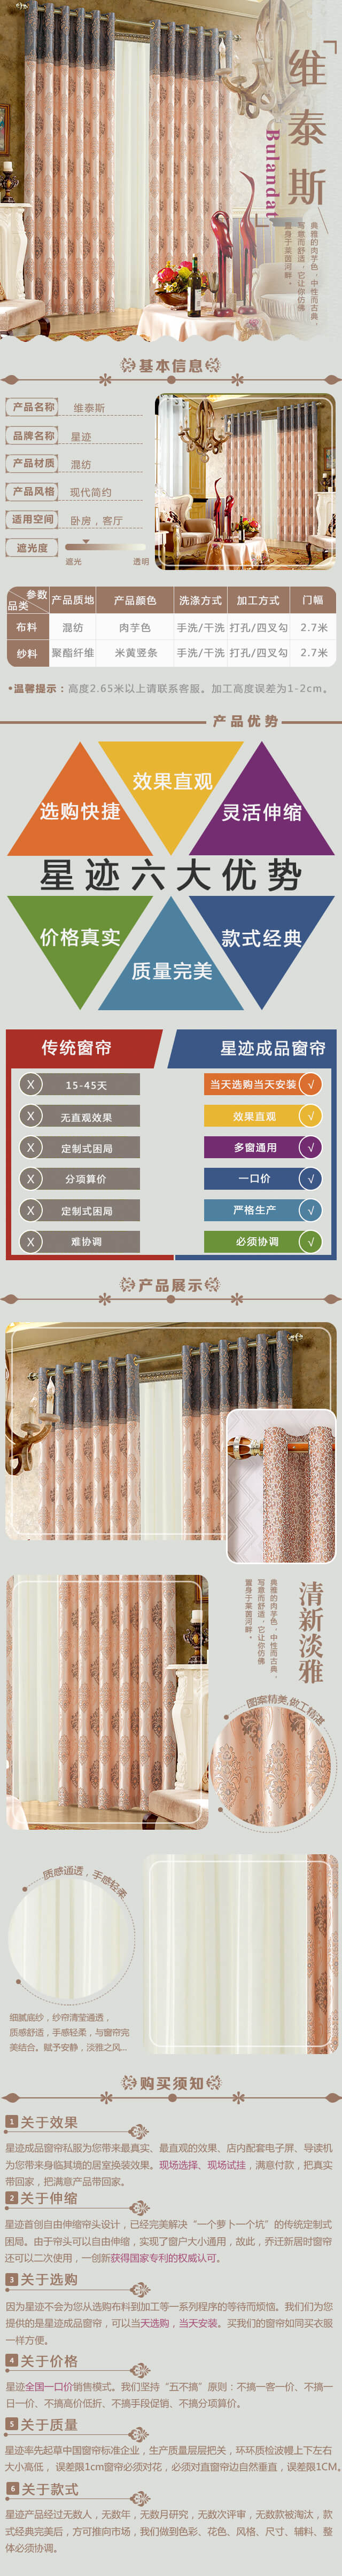 维泰斯
Bulandat
典雅的肉芋色,中性而古典,
写意而舒适,它让你仿佛
置身于莱茵河畔。
基本信息
产品名称 维泰斯
品牌名称 星迹
产品材质 混纺
产品风格 现代简约
适用空间 卧房,客厅
遮光度
遮光 透明
参数 品类 产品质地 产品颜色 洗涤方式 加工方式 门幅
布料 混纺 肉芋色 手洗/干洗 打孔/四叉勾 2.7米
纱料 聚酯纤维 米黄竖条 手洗/干洗 打孔/四叉勾 2.7米
•温馨提示:高度2.65米以上请联系客服。加工高度误差为1-2cm。
产品优势
选购快捷 效果直观 灵活伸缩
星迹六大优势
价格真实 质量完美 款式经典
传统窗帘 星迹成品窗帘
X 15-45天 当天选购当天安装 √
X 无直观效果 效果直观 √
X 定制式困局 多窗通用 √
X 分项算价 一口价 √
X 定制式困局 严格生产 √
X 难协调 必须协调 √
产品展示
清新淡雅
典雅的肉芋色,中性而古典,
写意而舒适,它让你仿佛
置身于莱茵河畔。
图案精美,做工精湛
质感通透,手感轻柔
细腻底纱,纱帘清莹通透,
质感舒适,手感轻柔,与窗帘完
美结合。赋予安静,淡雅之风...
购买须知
1 关于效果
星迹成品窗帘私服为您带来最真实、最直观的效果、店内配套电子屏、导读机
为您带来身临其境的居室换装效果。现场选择、现场试挂,满意付款,把真实
带回家,把满意产品带回家。
2 关于伸缩
星迹首创自由伸缩帘头设计,已经完美解决“一个萝卜一个坑”的传统定制式
困局。由于帘头可以自由伸缩,实现了窗户大小通用,故此,乔迁新居时窗帘
还可以二次使用,一创新获得国家专利的权威认可。
3 关于选购
因为星迹不会为您从选购布料到加工等一系列程序的等待而烦恼。我们们为您
提供的是星迹成品窗帘,可以当天选购,当天安装。买我们的窗帘如同买衣服
一样方便。
4 关于价格
星迹全国一口价销售模式。我们坚持“五不搞”原则:不搞一客一价、不搞一
日一价、不搞高价低折、不搞手段促销、不搞分项算价。
5 关于质量
星迹率先起草中国窗帘标准企业,生产质量层层把关,环环质检波幔上下左右
大小高低,误差限1cm窗帘必须对花,必须对直窗帘边自然垂直,误差限1CM。
6 关于款式
星迹产品经过无数人,无数年,无数月研究,无数次评审,无数款被淘汰,款
式经典完美后,方可推向市场,我们做到色彩、花色、风格、尺寸、辅料、整
体必须协调。